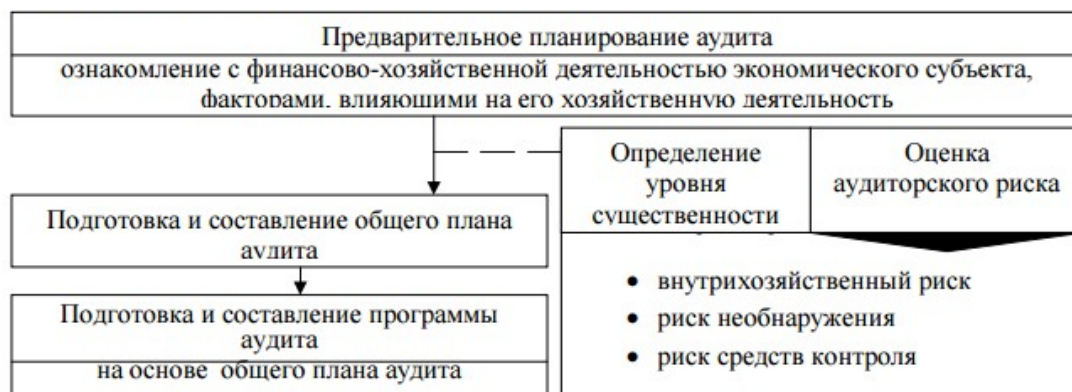 Предварительное планирование аудита
ознакомление с финансово-хозяйственной деятельностью экономического субъекта,
факторами, влияющими на его хозяйственную деятельность
Определение
уровня
существенности
Оценка
аудиторского риска
Подготовка и составление общего плана
аудита
Подготовка и составление программы
аудита
на основе общего плана аудита
• внутрихозяйственный риск
• риск необнаружения
• риск средств контроля